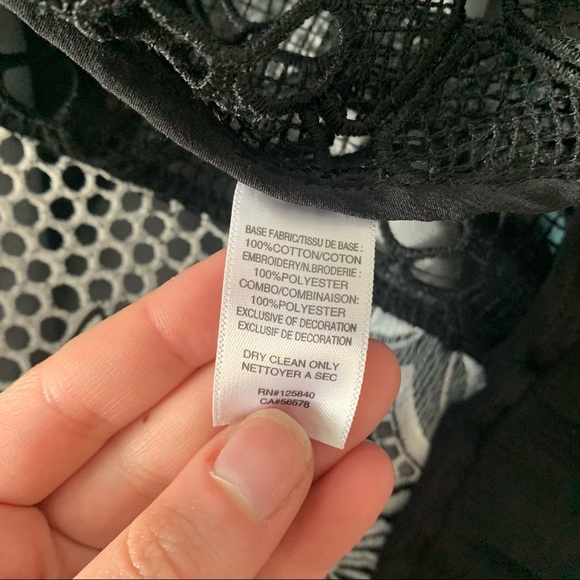 BASE FABRIC/TISSU DE BASE :
100%COTTON/COTON
EMBROIDERY/N.BRODERIE :
100%POLYESTER
COMBO/COMBINAISON:
100%POLYESTER
EXCLUSIVE OF DECORATION
EXCLUSIF DE DECORATION
DRY CLEAN ONLY
NETTOYER A SEC
RN#125840
CA#56578